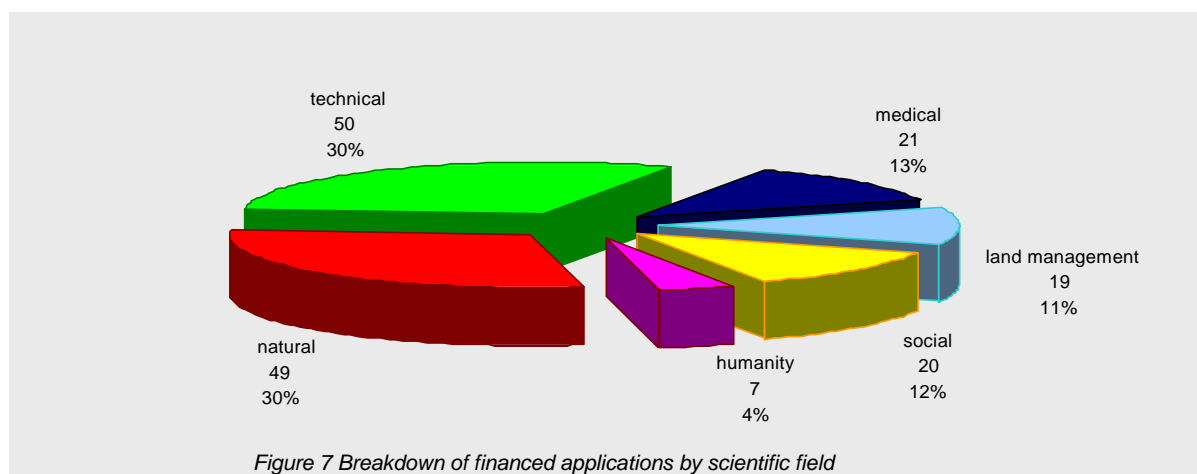 technical
50
30%
medical
21
13%
land management
19
11%
social
20
12%
humanity
7
4%
natural
49
30%
Figure 7 Breakdown of financed applications by scientific field